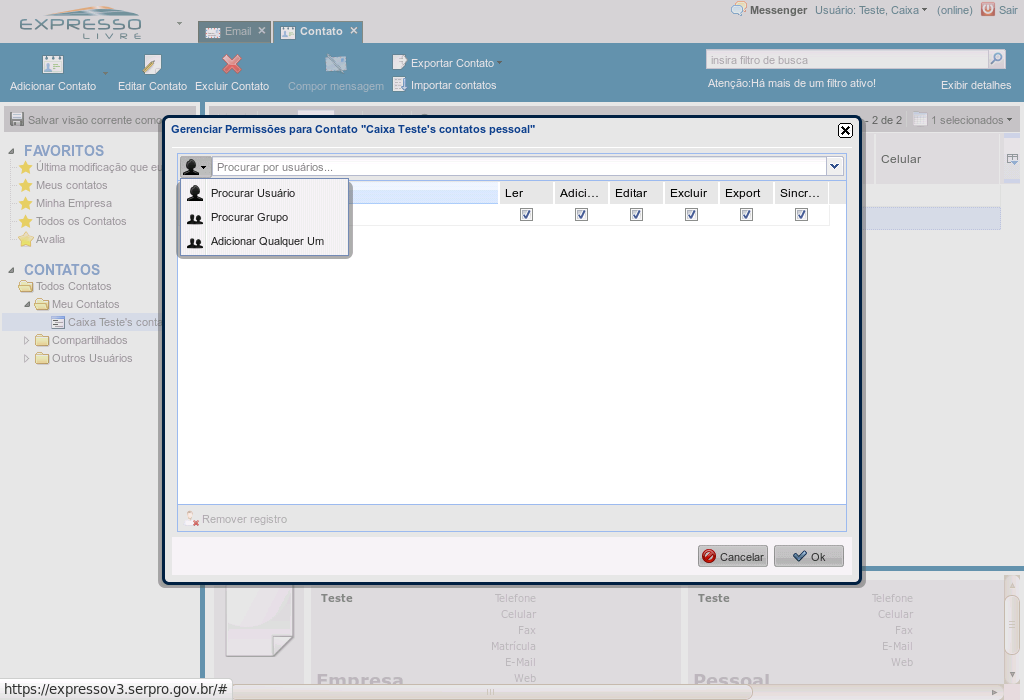 EXPRESSO
LIVRE
Email
Contato
Messenger
Usuário: Teste, Caixa
(online)
Sair
Adicionar Contato
Editar Contato
Excluir Contato
Compor mensagem
Exportar Contato
Importar contatos
insira filtro de busca
Atenção:Há mais de um filtro ativo!
Exibir detalhes
Salvar visão corrente como
- 2 de 2
1 selecionados
FAVORITOS
Última modificação que eu
Meus contatos
Minha Empresa
Todos os Contatos
Avalia
CONTATOS
Todos Contatos
Meu Contatos
Caixa Teste's conta
Compartilhados
Outros Usuários
Celular
Gerenciar Permissões para Contato "Caixa Teste's contatos pessoal"
Procurar por usuários...
Procurar Usuário
Procurar Grupo
Adicionar Qualquer Um
Ler
Adici...
Editar
Excluir
Export
Sincr...
Remover registro
Cancelar
Ok
Teste
Telefone
Celular
Fax
Matrícula
E-Mail
Web
Empresa
Teste
Telefone
Celular
Fax
E-Mail
Web
Pessoal
https://expressov3.serpro.gov.br/#